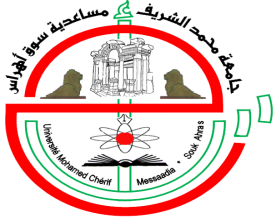 جامعة محمد الشريف مساعدية سوق أهراس
Université Mohamed Chérif Messaadia • Souk Ahras